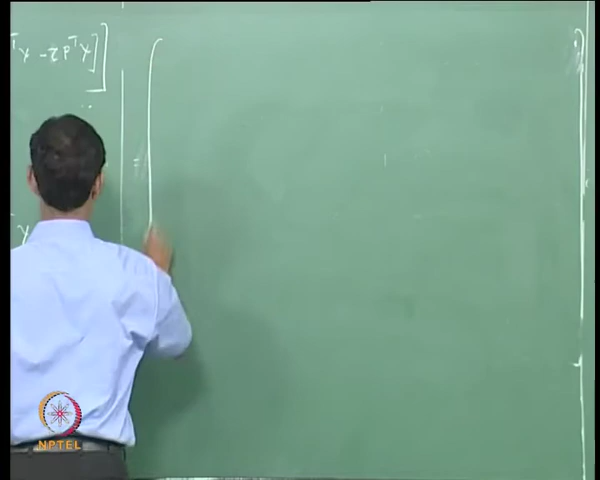 ᵀX - 2PᵀX]]
X
=
NPTEL